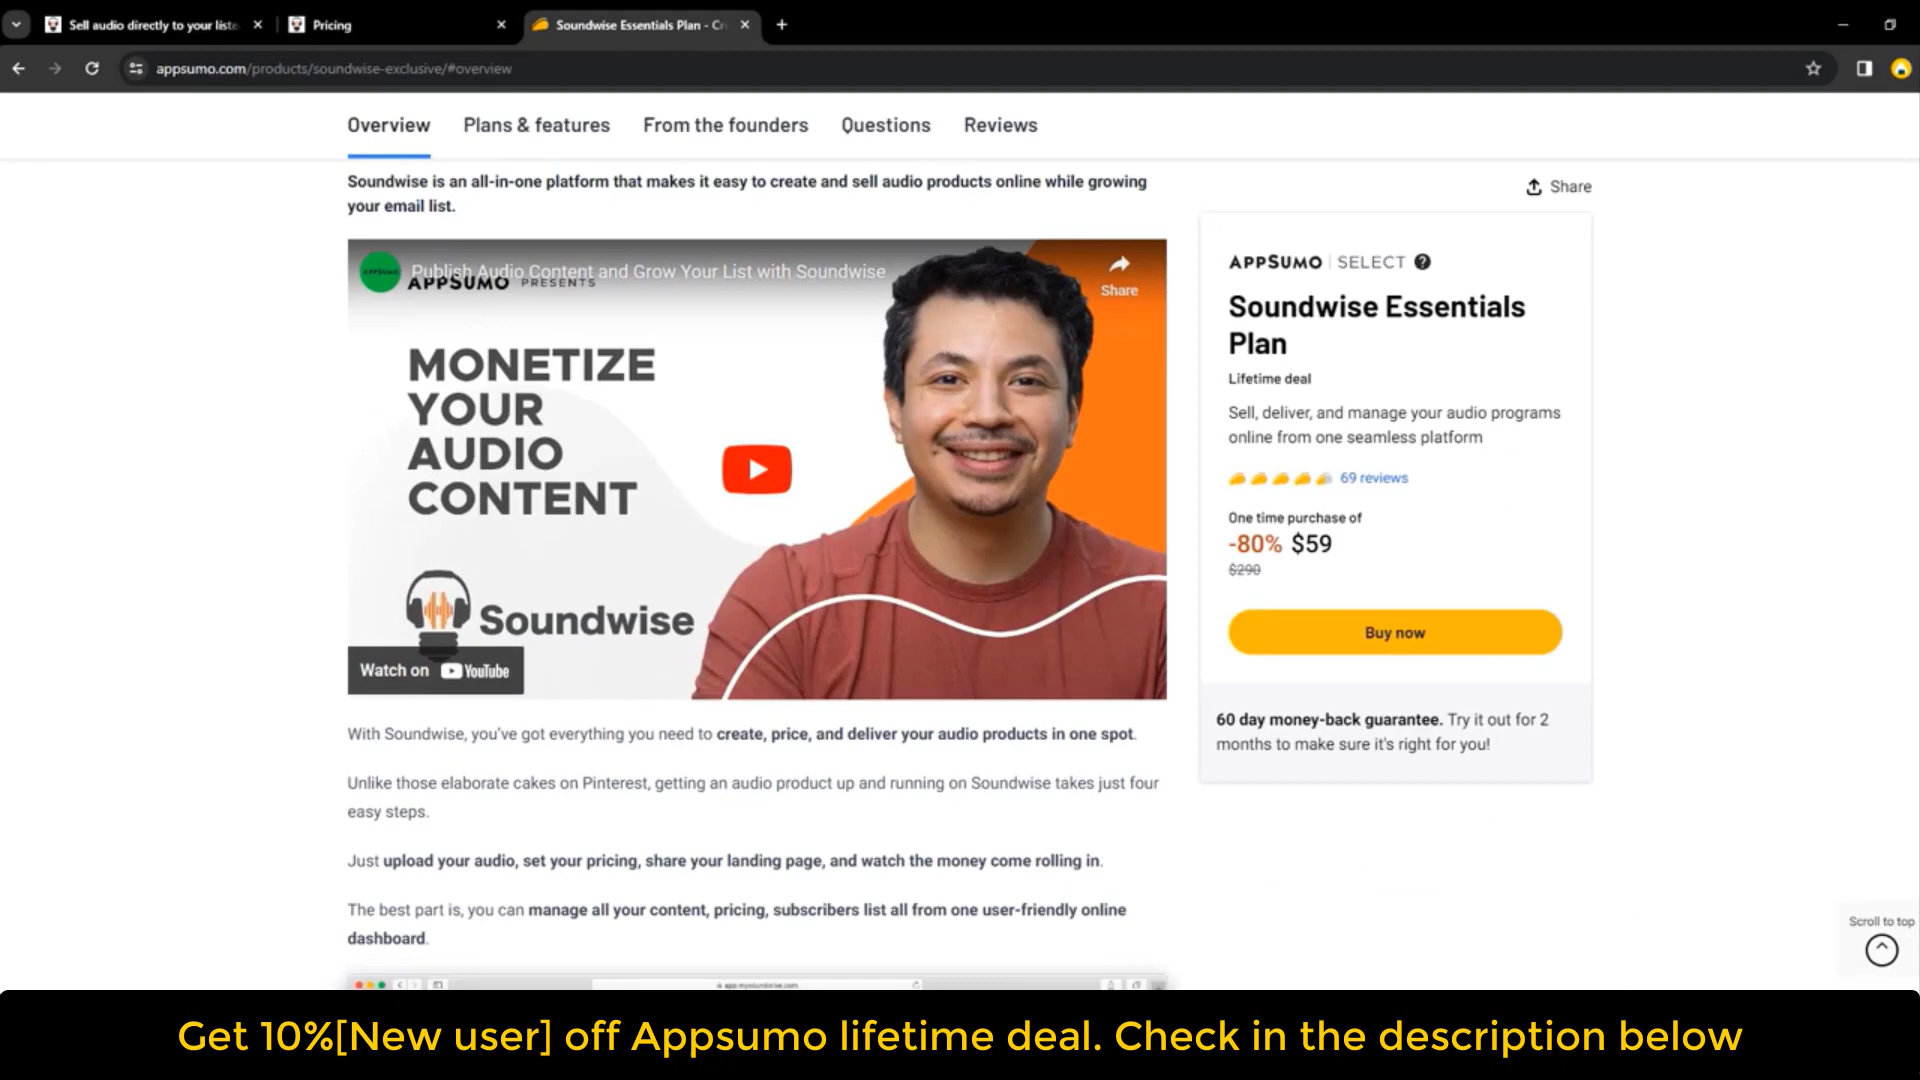 Sell audio directly to your liste
Pricing
Soundwise Essentials Plan - Cr
appsumo.com/products/soundwise-exclusive/#overview
Overview
Plans & features
From the founders
Questions
Reviews
Soundwise is an all-in-one platform that makes it easy to create and sell audio products online while growing
your email list.
Share
APPSUMO
Publish Audio Content and Grow Your List with Soundwise
APPSUMO PRESENTS
Share
MONETIZE
YOUR
AUDIO
CONTENT
Soundwise
Watch on YouTube
APPSUMO | SELECT ?
Soundwise Essentials
Plan
Lifetime deal
Sell, deliver, and manage your audio programs
online from one seamless platform
69 reviews
One time purchase of
-80% $59
$290
Buy now
60 day money-back guarantee. Try it out for 2
months to make sure it's right for you!
With Soundwise, you've got everything you need to create, price, and deliver your audio products in one spot.
Unlike those elaborate cakes on Pinterest, getting an audio product up and running on Soundwise takes just four
easy steps.
Just upload your audio, set your pricing, share your landing page, and watch the money come rolling in.
The best part is, you can manage all your content, pricing, subscribers list all from one user-friendly online
dashboard.
Scroll to top
app.mysoundwise.com
Get 10%[New user] off Appsumo lifetime deal. Check in the description below